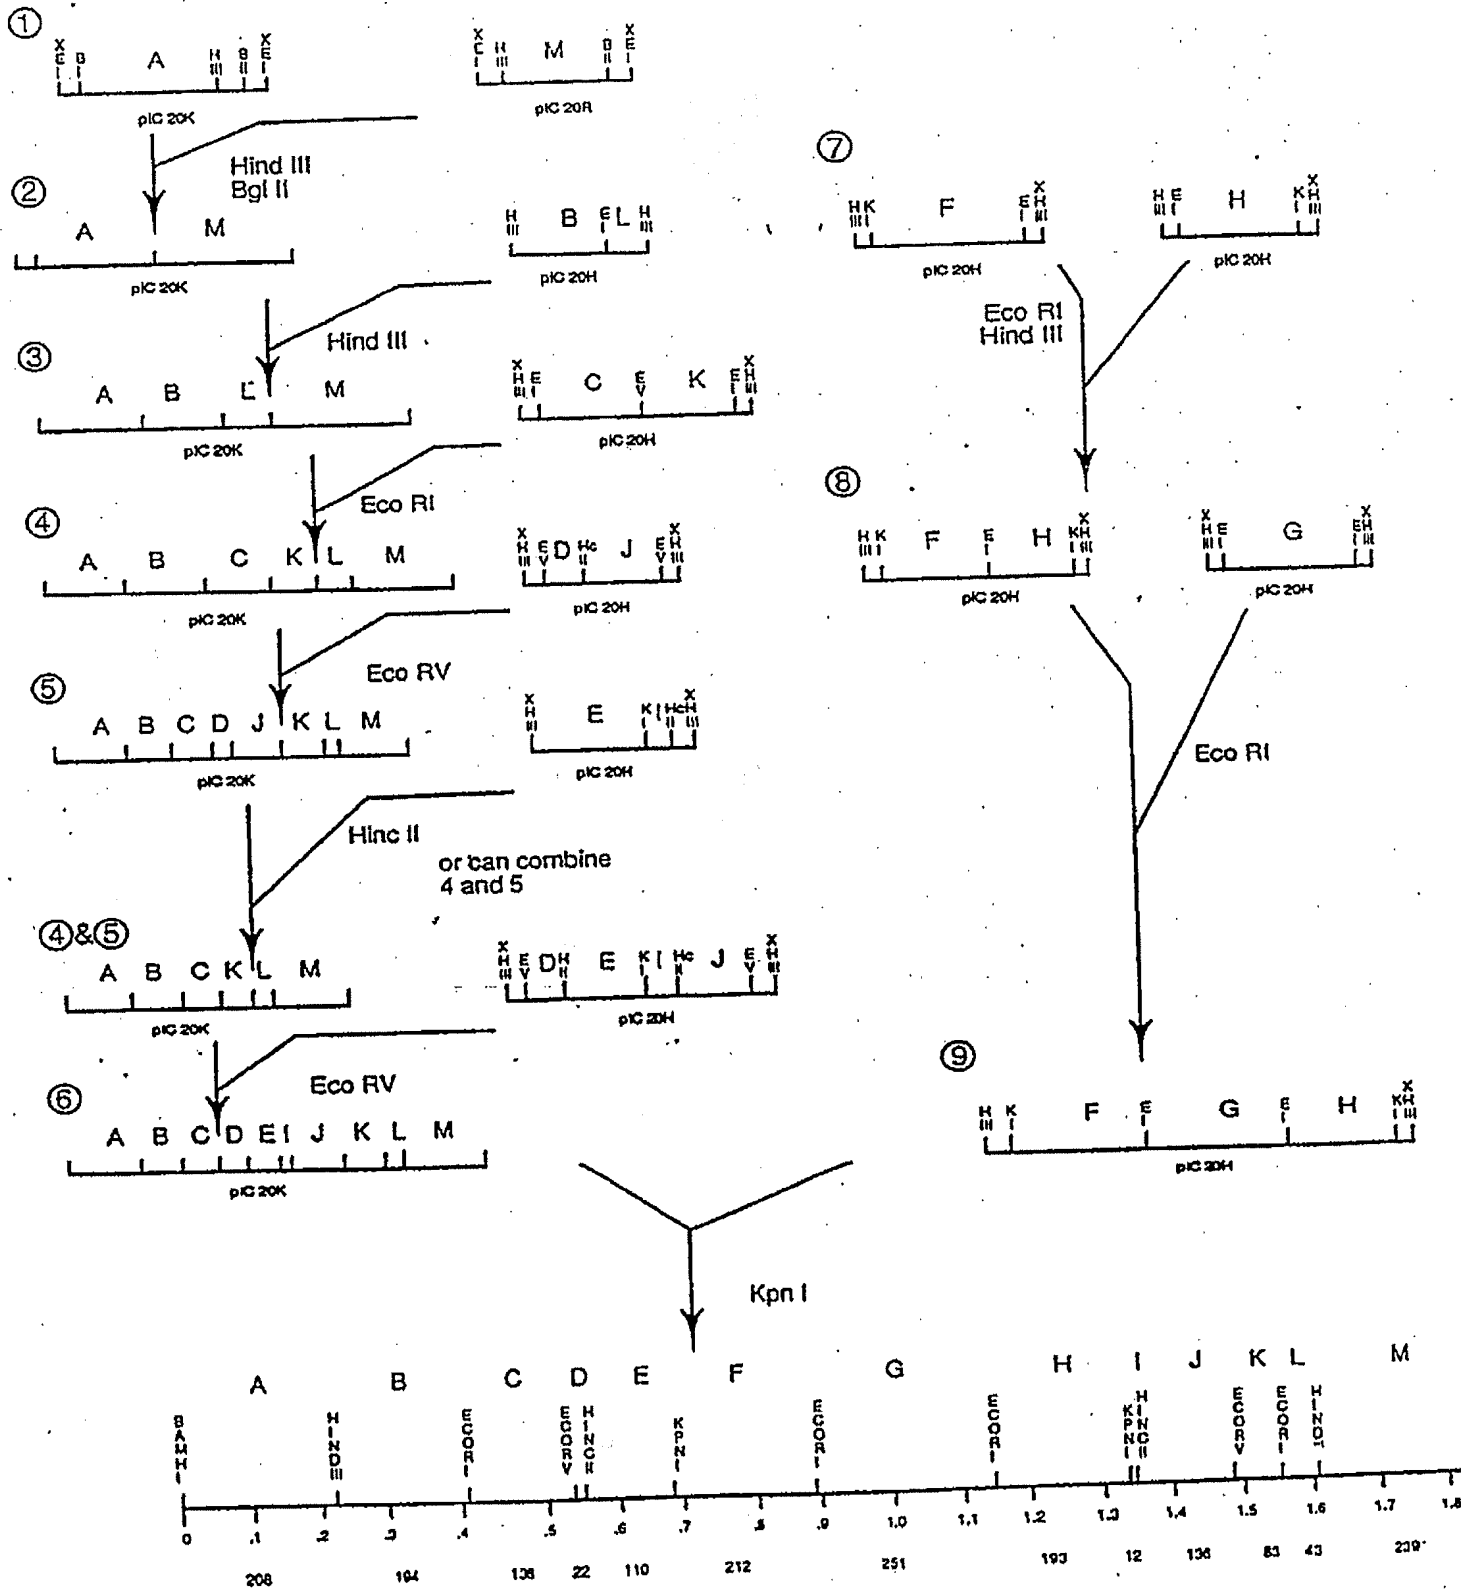 ①
A
M
pIC 20K
pIC 20R
Hind III
Bgl II
②
A M
B L
pIC 20K
pIC 20H
Hind III
③
A B L M
C K
pIC 20K
pIC 20H
Eco RI
④
A B C K L M
D J
pIC 20K
pIC 20H
Eco RV
⑤
A B C D J K L M
E I
pIC 20K
pIC 20H
Hinc II
or can combine
4 and 5
④&⑤
A B C K L M
D E I J
pIC 20K
pIC 20H
Eco RV
⑥
A B C D E I J K L M
pIC 20K
⑦
F
H
pIC 20H
pIC 20H
Eco RI
Hind III
⑧
F H
G
pIC 20H
pIC 20H
Eco RI
⑨
F G H
pIC 20H
Kpn I
A B C D E F G H I J K L M
BAMHI HINDIII ECORI ECORV HINCII KPNI ECORI ECORI KPNI HINCII ECORV ECORI
0 .1 .2 .3 .5 .6 .7 .8 .9 1.0 1.1 1.2 1.3 1.4 1.5 1.6 1.7 1.8
208 194 22 110 212 251 193 12 43